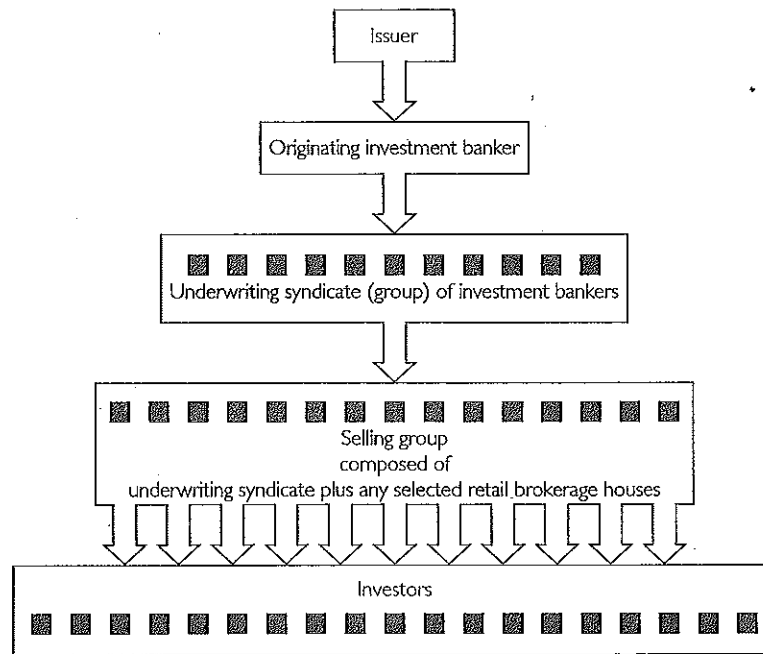 Issuer
Originating investment banker
Underwriting syndicate (group) of investment bankers
Selling group
composed of
underwriting syndicate plus any selected retail brokerage houses
Investors